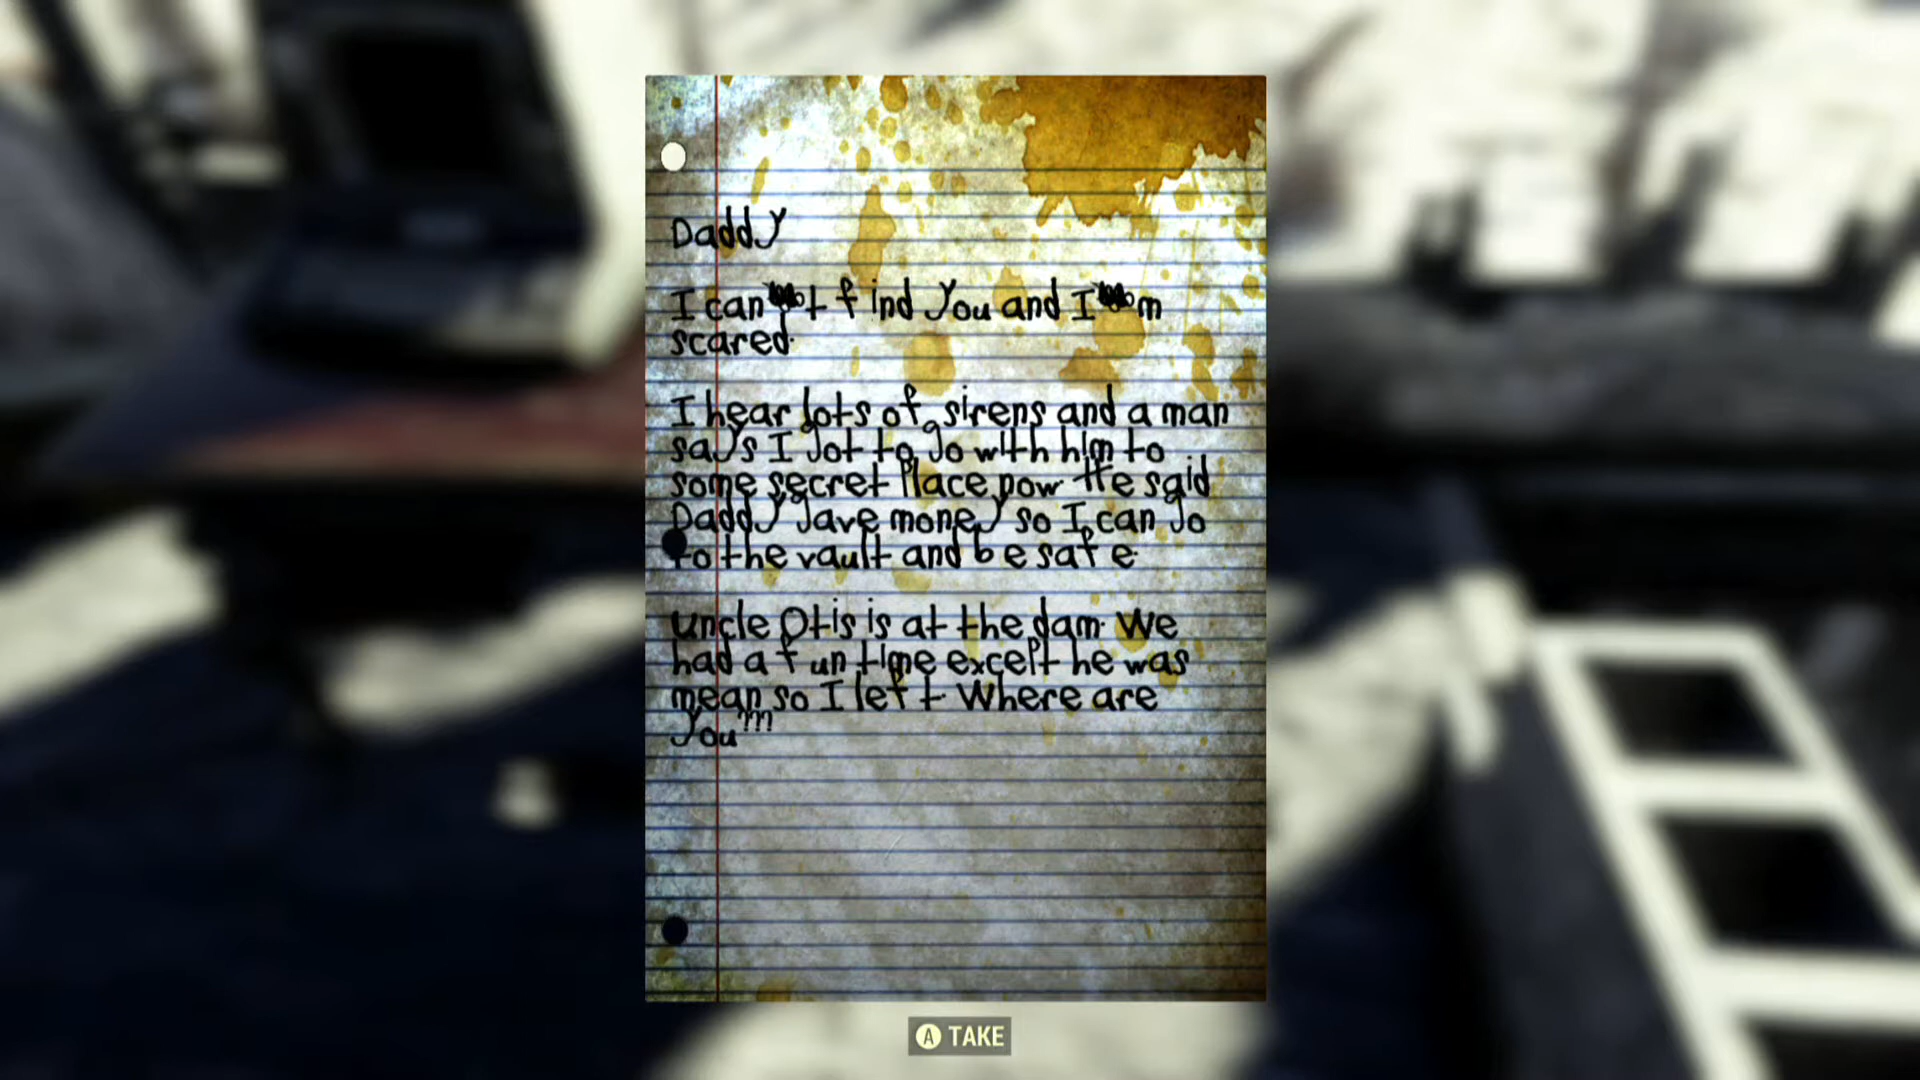 Daddy
I can t find you and I m
scared.
I hear lots of sirens and a man
says I got to go with him to
some secret place now. He said
Daddy gave money so I can go
to the vault and be safe.
Uncle Otis is at the dam. We
had a fun time except he was
mean so I left. Where are
you???
A TAKE